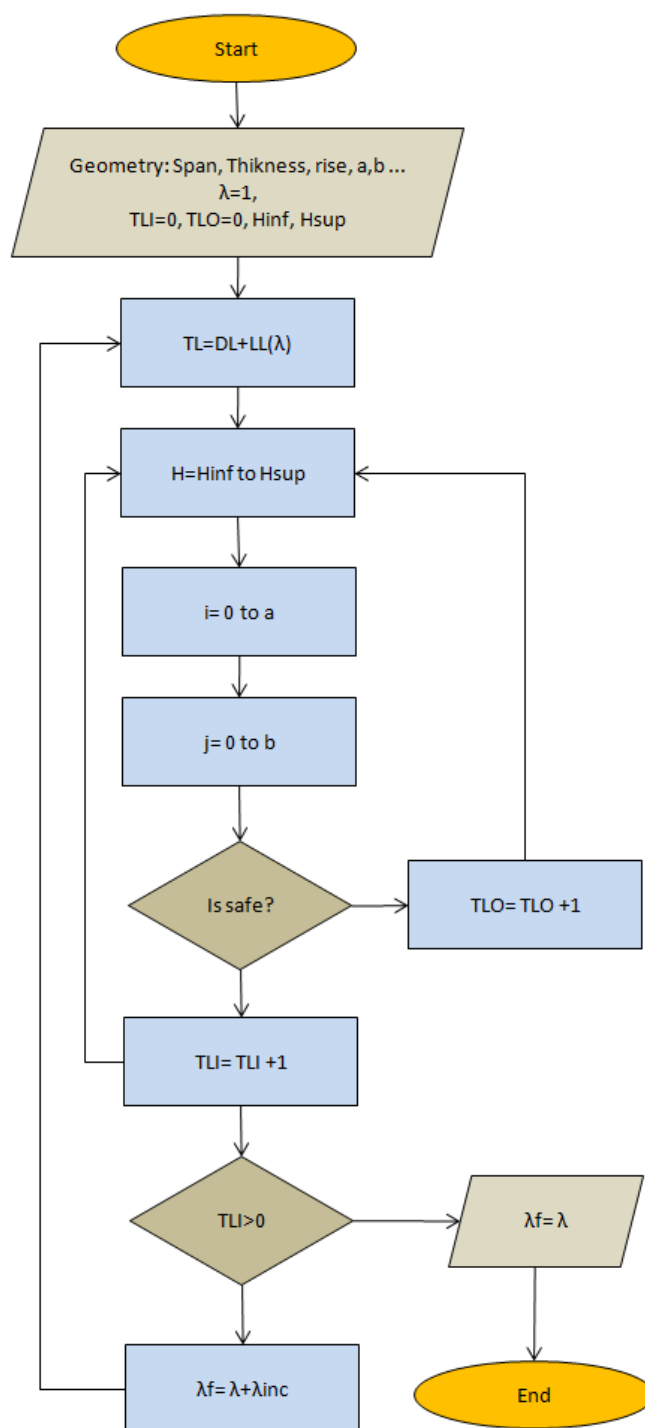 Start
Geometry: Span, Thikness, rise, a,b ...
λ=1,
TLI=0, TLO=0, Hinf, Hsup
TL=DL+LL(λ)
H=Hinf to Hsup
i= 0 to a
j= 0 to b
Is safe?
TLO= TLO +1
TLI= TLI +1
TLI>0
λf= λ
λf= λ+λinc
End